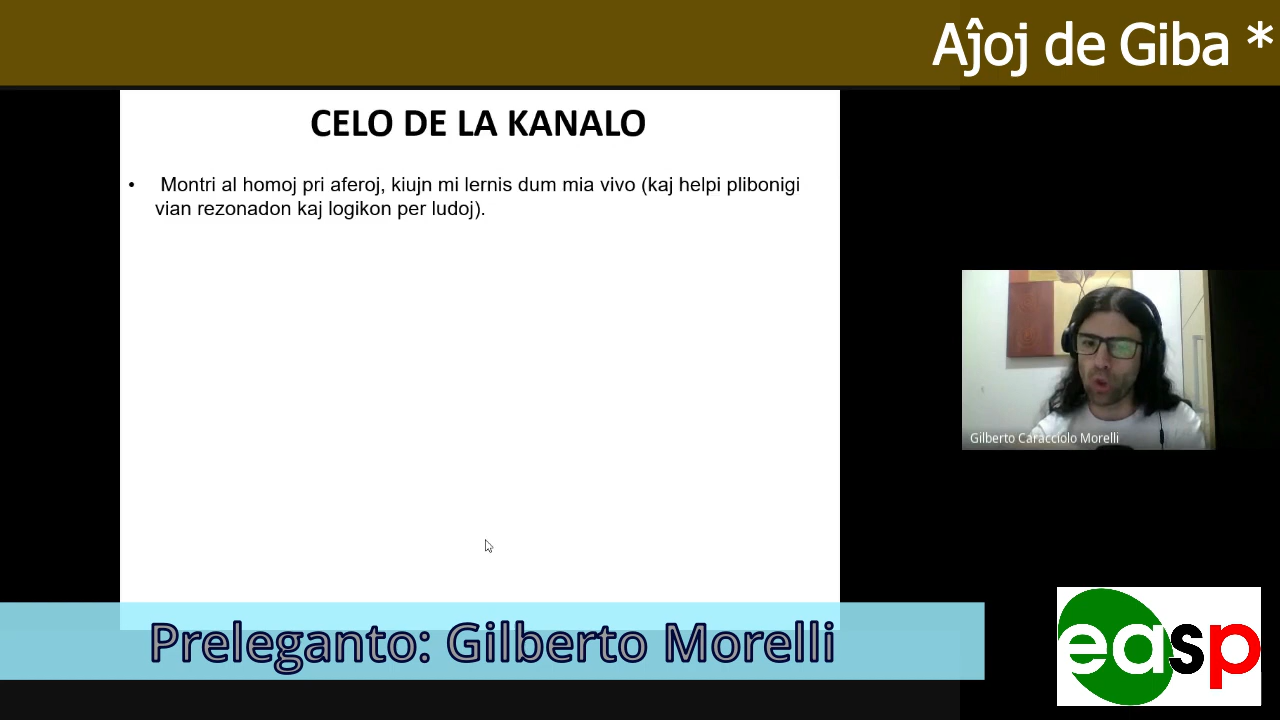 Aĵoj de Giba *
CELO DE LA KANALO
• Montri al homoj pri aferoj, kiujn mi lernis dum mia vivo (kaj helpi plibonigi
vian rezonadon kaj logikon per ludoj).
Gilberto Caracciolo Morelli
Preleganto: Gilberto Morelli
easp